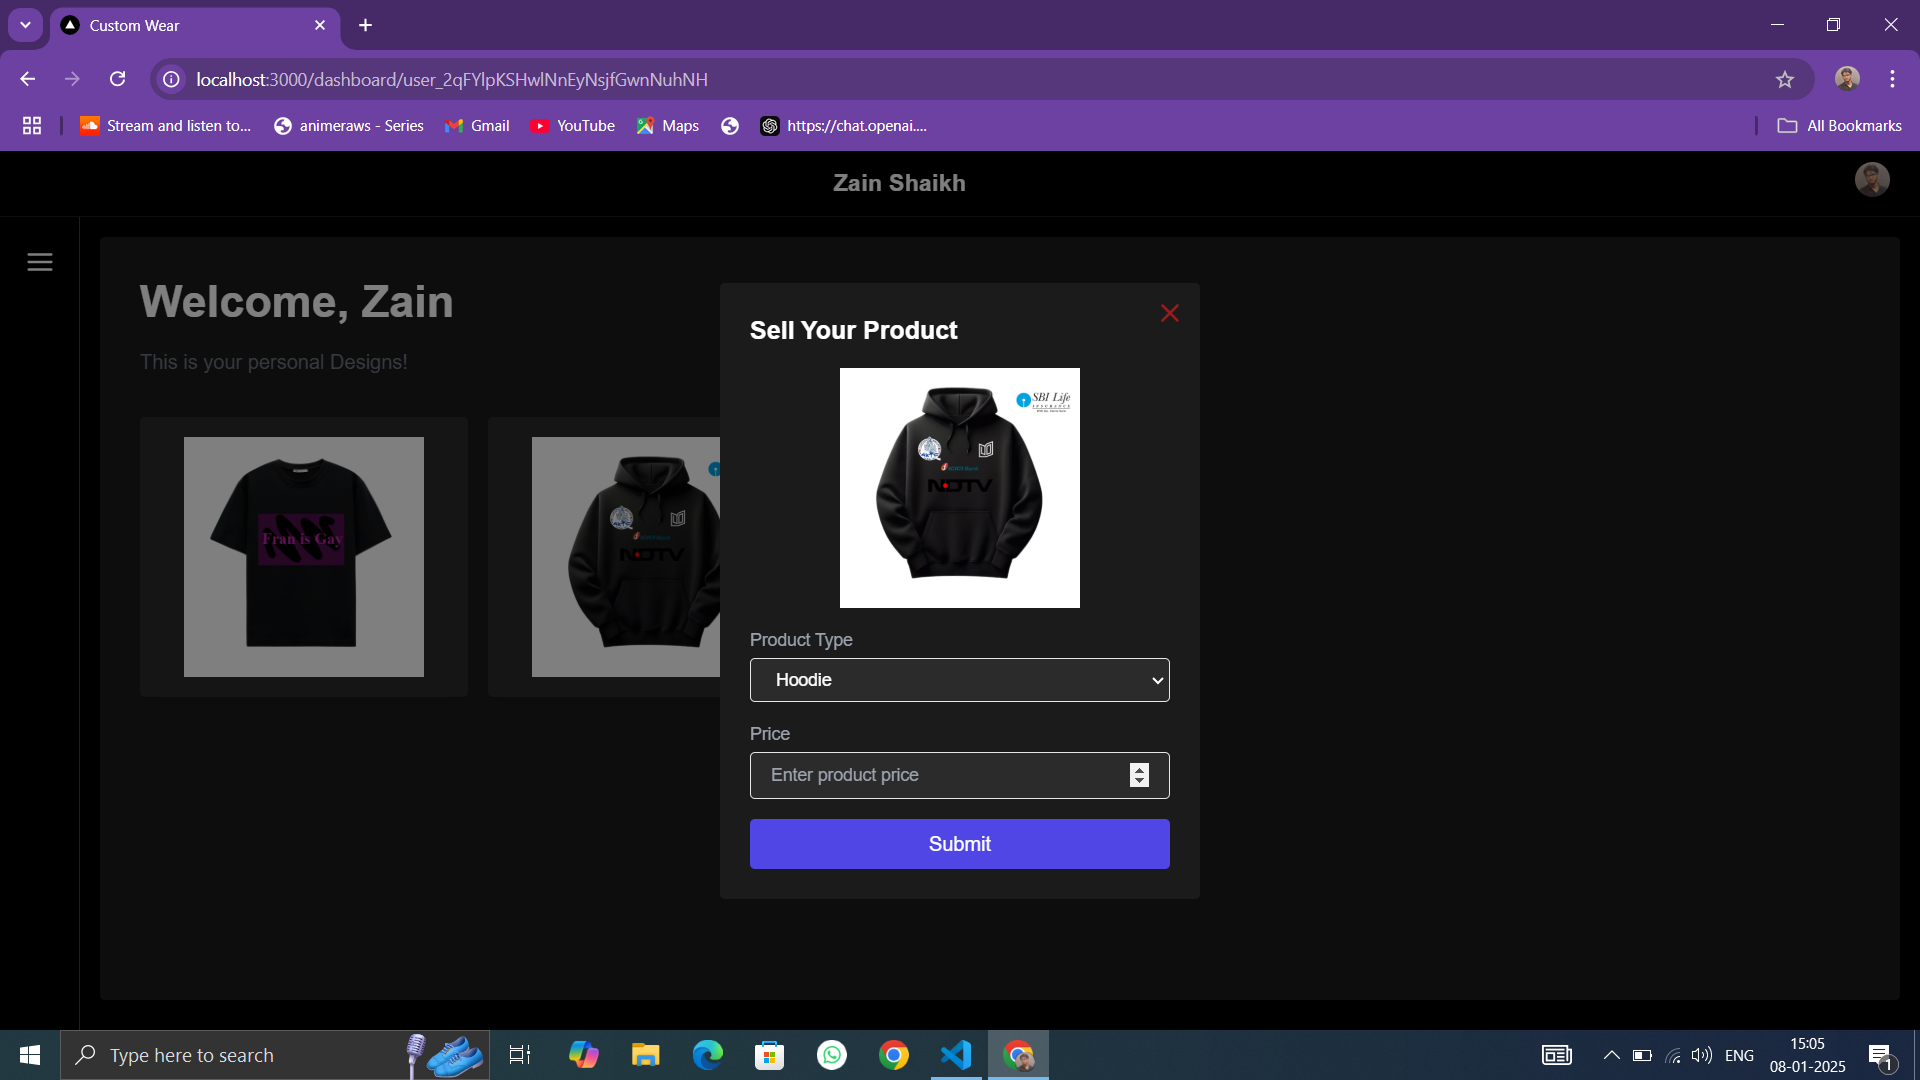 Custom Wear
localhost:3000/dashboard/user_2qFYlpKSHwlNnEyNsjfGwnNuhNH
Stream and listen to...
animeraws - Series
Gmail
YouTube
Maps
https://chat.openai....
All Bookmarks
Zain Shaikh
Welcome, Zain
This is your personal Designs!
Fran is Gay
NDTV
Sell Your Product
SBI Life
INSURANCE
NDTV
Product Type
Hoodie
Price
Enter product price
Submit
Type here to search
ENG
15:05
08-01-2025
1